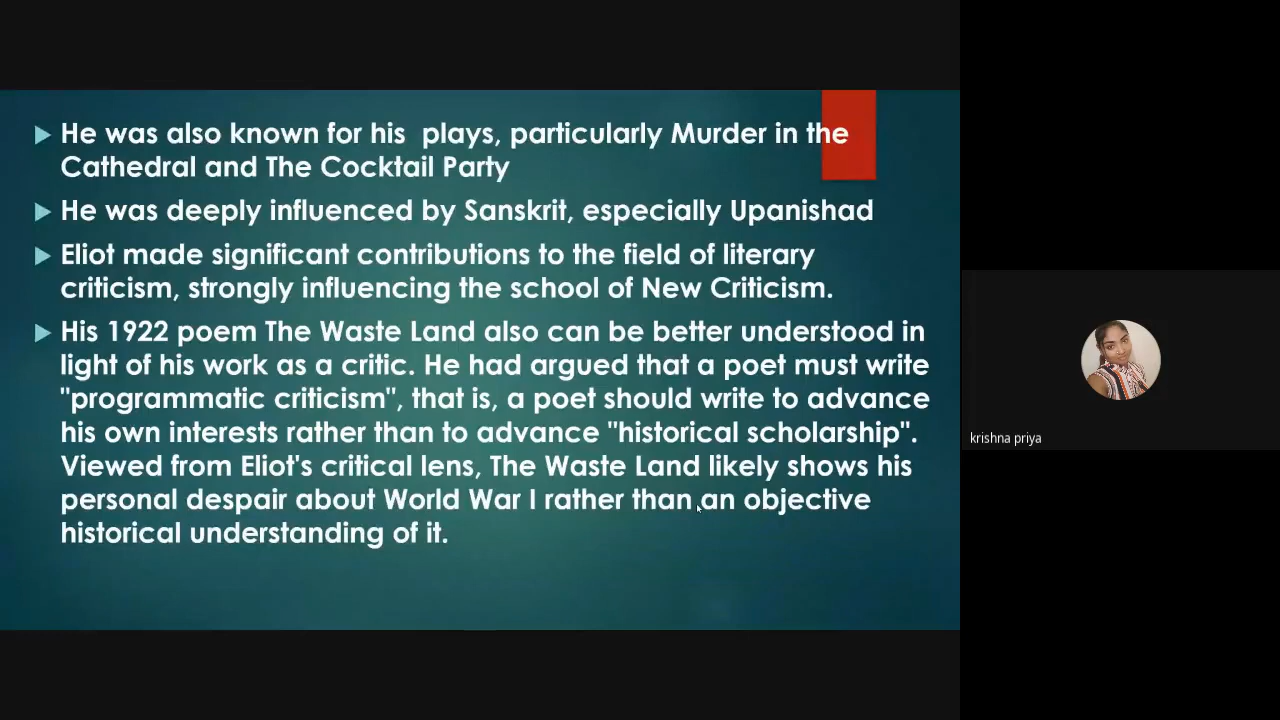 He was also known for his  plays, particularly Murder in the
Cathedral and The Cocktail Party
He was deeply influenced by Sanskrit, especially Upanishad
Eliot made significant contributions to the field of literary
criticism, strongly influencing the school of New Criticism.
His 1922 poem The Waste Land also can be better understood in
light of his work as a critic. He had argued that a poet must write
"programmatic criticism", that is, a poet should write to advance
his own interests rather than to advance "historical scholarship".
Viewed from Eliot's critical lens, The Waste Land likely shows his
personal despair about World War I rather than an objective
historical understanding of it.
krishna priya